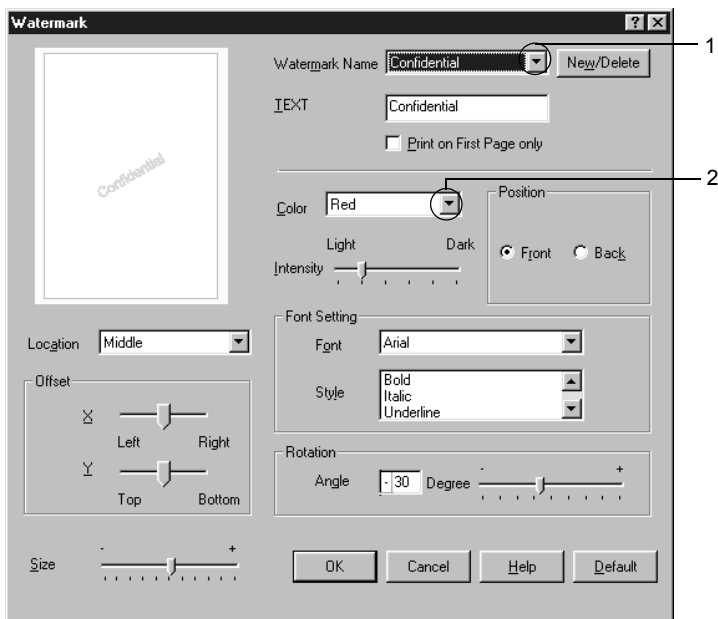 Watermark ? ×
1
Watermark Name Confidential New/Delete
TEXT Confidential
Print on First Page only
Confidential
2
Color Red
Position
Light Dark
Front Back
Intensity
Font Setting
Location Middle
Font Arial
Offset
Style Bold
Italic
Underline
X
Left Right
Rotation
Y
Angle -30 Degree - +
Top Bottom
Size - +
OK Cancel Help Default